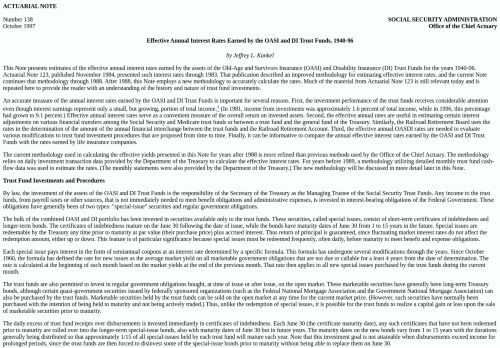 ACTUARIAL NOTE
Number 138
October 1997
SOCIAL SECURITY ADMINISTRATION
Office of the Chief Actuary
Effective Annual Interest Rates Earned by the OASI and DI Trust Funds, 1940-96
by Jeffrey L. Kunkel
This Note presents estimates of the effective annual interest rates earned by the assets of the Old-Age and Survivors Insurance (OASI) and Disability Insurance (DI) Trust Funds for the years 1940-96.
Actuarial Note 123, published November 1984, presented such interest rates through 1983. That publication described an improved methodology for estimating effective interest rates, and the current Note
continues that methodology through 1988. After 1988, this Note employs a new methodology to accurately calculate the rates. Much of the material from Actuarial Note 123 is still relevant today and is
repeated here to provide the reader with an understanding of the history and nature of trust fund investments.
An accurate measure of the annual interest rates earned by the OASI and DI Trust Funds is important for several reasons. First, the investment performance of the trust funds receives considerable attention
even though interest earnings represent only a small, but growing, portion of total income. (In 1981, income from investments was approximately 1.6 percent of total income, while in 1996, this percentage
had grown to 9.1 percent.) Effective annual interest rates serve as a convenient measure of the overall return on invested assets. Second, the effective annual rates are useful in estimating certain interest
adjustments on various financial transfers among the Social Security and Medicare trust funds or between a trust fund and the general fund of the Treasury. Similarly, the Railroad Retirement Board uses the
rates in the determination of the amount of the annual financial interchange between the trust funds and the Railroad Retirement Account. Third, the effective annual OASDI rates are needed to evaluate
various modifications to trust fund investment procedures that are proposed from time to time. Finally, it can be informative to compare the annual effective interest rates earned by the OASI and DI Trust
Funds with the rates earned by life insurance companies.
The current methodology used in calculating the effective yields presented in this Note for years after 1988 is more refined than previous methods used by the Office of the Chief Actuary. The methodology
relies on daily investment transaction data provided by the Department of the Treasury to calculate the effective interest rates. For years before 1989, a methodology utilizing detailed monthly trust fund cash-
flow data was used to estimate the rates. (The monthly statements were also provided by the Department of the Treasury.) The new methodology will be discussed in more detail later in this Note.
Trust Fund Investments and Procedures
By law, the investment of the assets of the OASI and DI Trust Funds is the responsibility of the Secretary of the Treasury as the Managing Trustee of the Social Security Trust Funds. Any income to the trust
funds, from payroll taxes or other sources, that is not immediately needed to meet benefit obligations and administrative expenses, is invested in interest-bearing obligations of the Federal Government. These
obligations have generally been of two types: "special-issue" securities and regular government obligations.
The bulk of the combined OASI and DI portfolio has been invested in securities available only to the trust funds. These securities, called special issues, consist of short-term certificates of indebtedness and
longer-term bonds. The certificates of indebtedness mature on the June 30 following the date of issue, while the bonds have maturity dates of June 30 from 1 to 15 years in the future. Special issues are
redeemable by the Treasury any time prior to maturity at par value (their purchase price) plus accrued interest. This return of principal is guaranteed, since fluctuating market interest rates do not affect the
redemption amount, either up or down. This feature is of particular significance because special issues must be redeemed frequently, often daily, before maturity to meet benefit and expense obligations.
Each special issue pays interest in the form of semiannual coupons at an interest rate determined by a specific formula. This formula has undergone several modifications through the years. Since October
1960, the formula has defined the rate for new issues as the average market yield on all marketable government obligations that are not due or callable for a least 4 years from the date of determination. The
rate is calculated at the beginning of each month based on the market yields at the end of the previous month. That rate then applies to all new special issues purchased by the trust funds during the current
month.
The trust funds are also permitted to invest in regular government obligations bought, at time of issue or after issue, on the open market. These marketable securities have generally been long-term Treasury
bonds, although certain quasi-government securities issued by federally sponsored organizations (such as the Federal National Mortgage Association and the Government National Mortgage Association) can
also be purchased by the trust funds. Marketable securities held by the trust funds can be sold on the open market at any time for the current market price. (However, such securities have normally been
purchased with the intention of being held to maturity and not being actively traded.) Thus, unlike the redemption of special issues, it is possible for the trust funds to realize a capital gain or loss upon the sale
of marketable securities prior to maturity.
The daily excess of trust fund receipts over disbursements is invested immediately in certificates of indebtedness. Each June 30 (the certificate maturity date), any such certificates that have not been redeemed
prior to maturity are rolled over into the longer-term special-issue bonds, also with maturity dates of June 30 but in future years. The maturity dates on the new bonds vary from 1 to 15 years with the durations
generally being distributed so that approximately 1/15 of all special-issues held by each trust fund will mature each year. Note that this investment goal is not attainable when disbursements exceed income for
prolonged periods, since the trust funds are then forced to disinvest some of the special-issue bonds prior to maturity without being able to replace them on June 30.